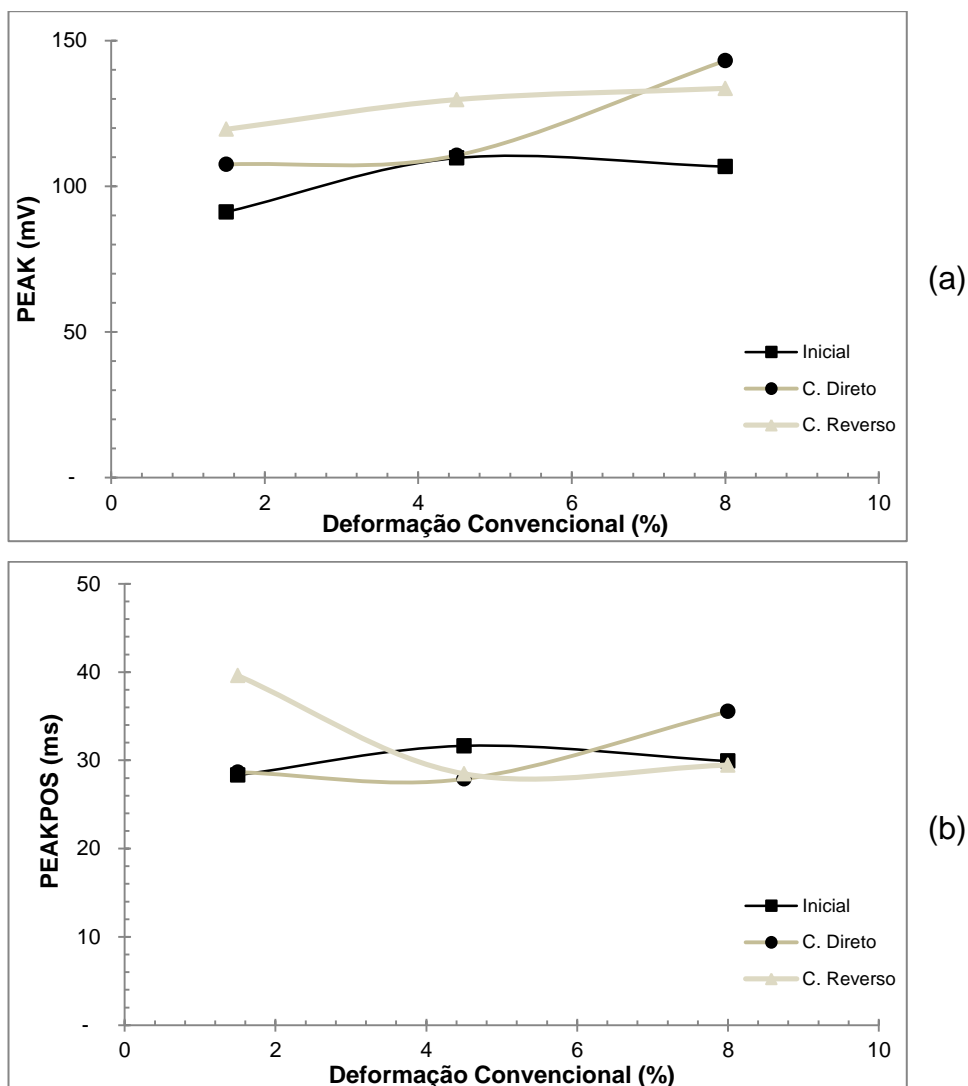 150
100
50
-
PEAK (mV)
0 2 4 6 8 10
Deformação Convencional (%)
Inicial
C. Direto
C. Reverso
(a)
50
40
30
20
10
-
PEAKPOS (ms)
0 2 4 6 8 10
Deformação Convencional (%)
Inicial
C. Direto
C. Reverso
(b)